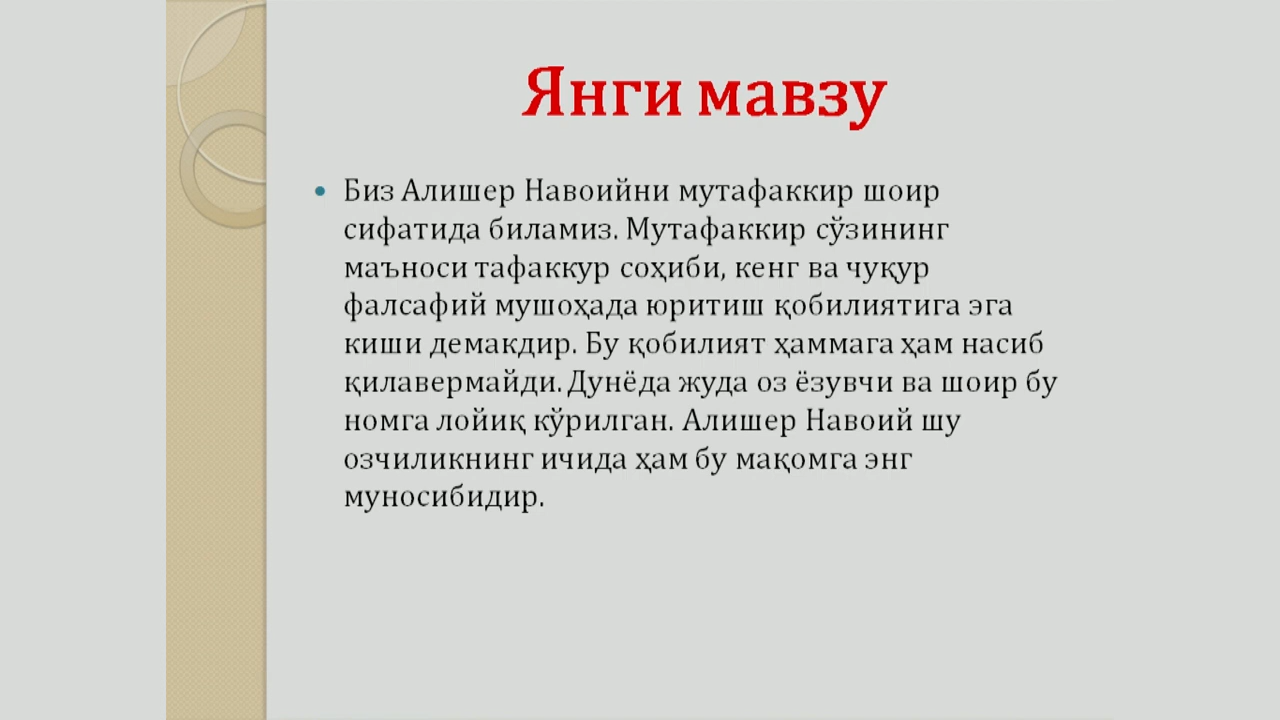 Янги мавзу
• Биз Алишер Навоийни мутафаккир шоир
сифатида биламиз. Мутафаккир сўзининг
маъноси тафаккур соҳиби, кенг ва чуқур
фалсафий мушоҳада юритиш қобилиятига эга
киши демакдир. Бу қобилият ҳаммага ҳам насиб
қилавермайди. Дунёда жуда оз ёзувчи ва шоир бу
номга лойиқ кўрилган. Алишер Навоий шу
озчиликнинг ичида ҳам бу мақомга энг
муносибидир.